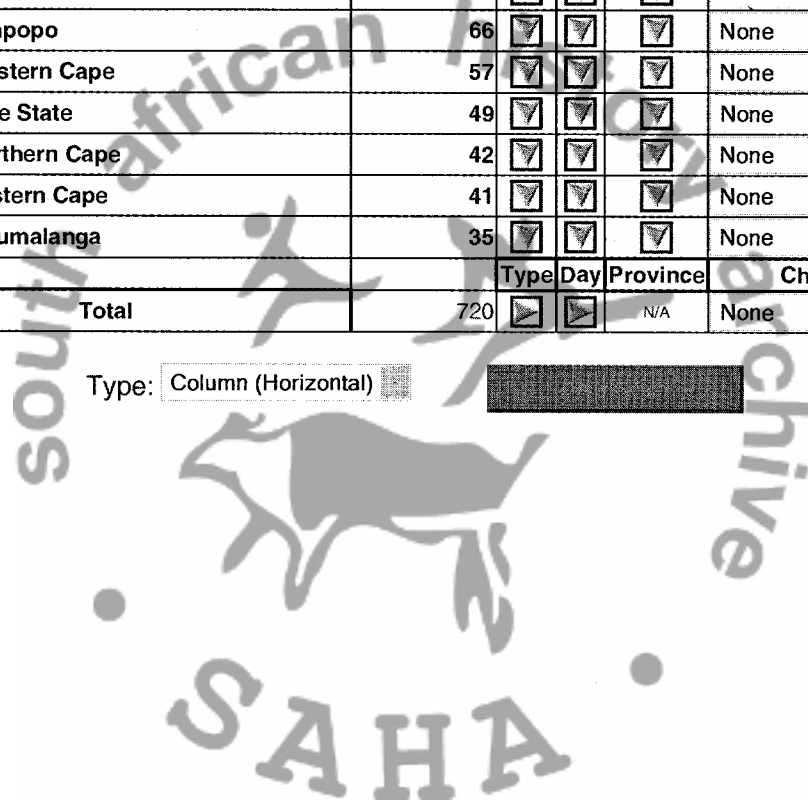 popo 66 None
stern Cape 57 None
e State 49 None
rthern Cape 42 None
stern Cape 41 None
umalanga 35 None
Type Day Province Ch
Total 720 N/A None
Type: Column (Horizontal)
south african history archive
SAHA